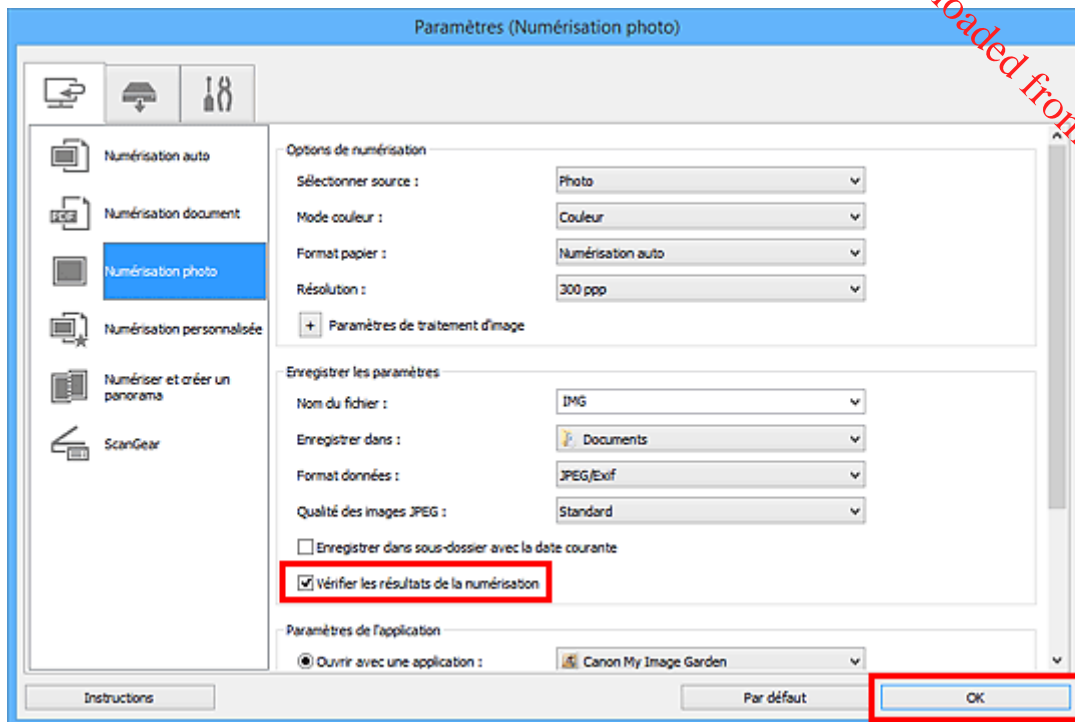 Paramètres (Numérisation photo)
Numérisation auto
Numérisation document
Numérisation photo
Numérisation personnalisée
Numériser et créer un
panorama
ScanGear
Options de numérisation
Sélectionner source : Photo
Mode couleur : Couleur
Format papier : Numérisation auto
Résolution : 300 ppp
+ Paramètres de traitement d'image
Enregistrer les paramètres
Nom du fichier : IMG
Enregistrer dans : Documents
Format données : JPEG/Exif
Qualité des images JPEG : Standard
Enregistrer dans sous-dossier avec la date courante
Vérifier les résultats de la numérisation
Paramètres de l'application
Ouvrir avec une application : Canon My Image Garden
Instructions Par défaut OK
PDF
from